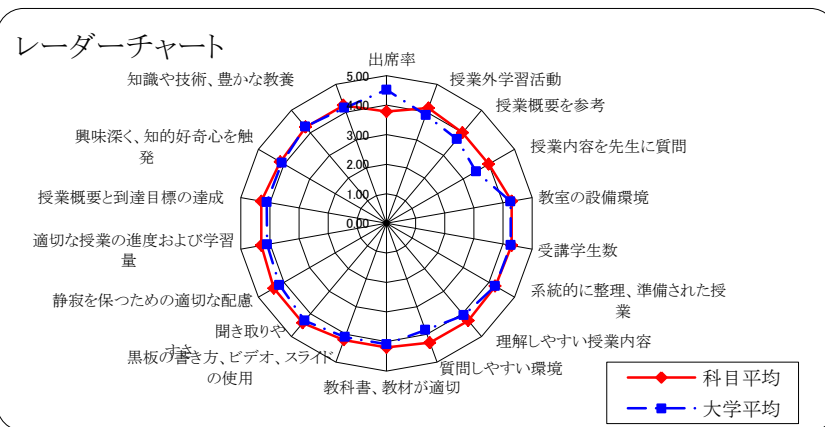 レーダーチャート
出席率
授業外学習活動
授業概要を参考
授業内容を先生に質問
教室の設備環境
受講学生数
系統的に整理、準備された授
業
理解しやすい授業内容
質問しやすい環境
教科書、教材が適切
黒板の書き方、ビデオ、スライド
の使用
聞き取りや
すさ
静寂を保つための適切な配慮
適切な授業の進度および学習
量
授業概要と到達目標の達成
興味深く、知的好奇心を触
発
知識や技術、豊かな教養
5.00
4.00
3.00
2.00
1.00
0.00
科目平均
大学平均